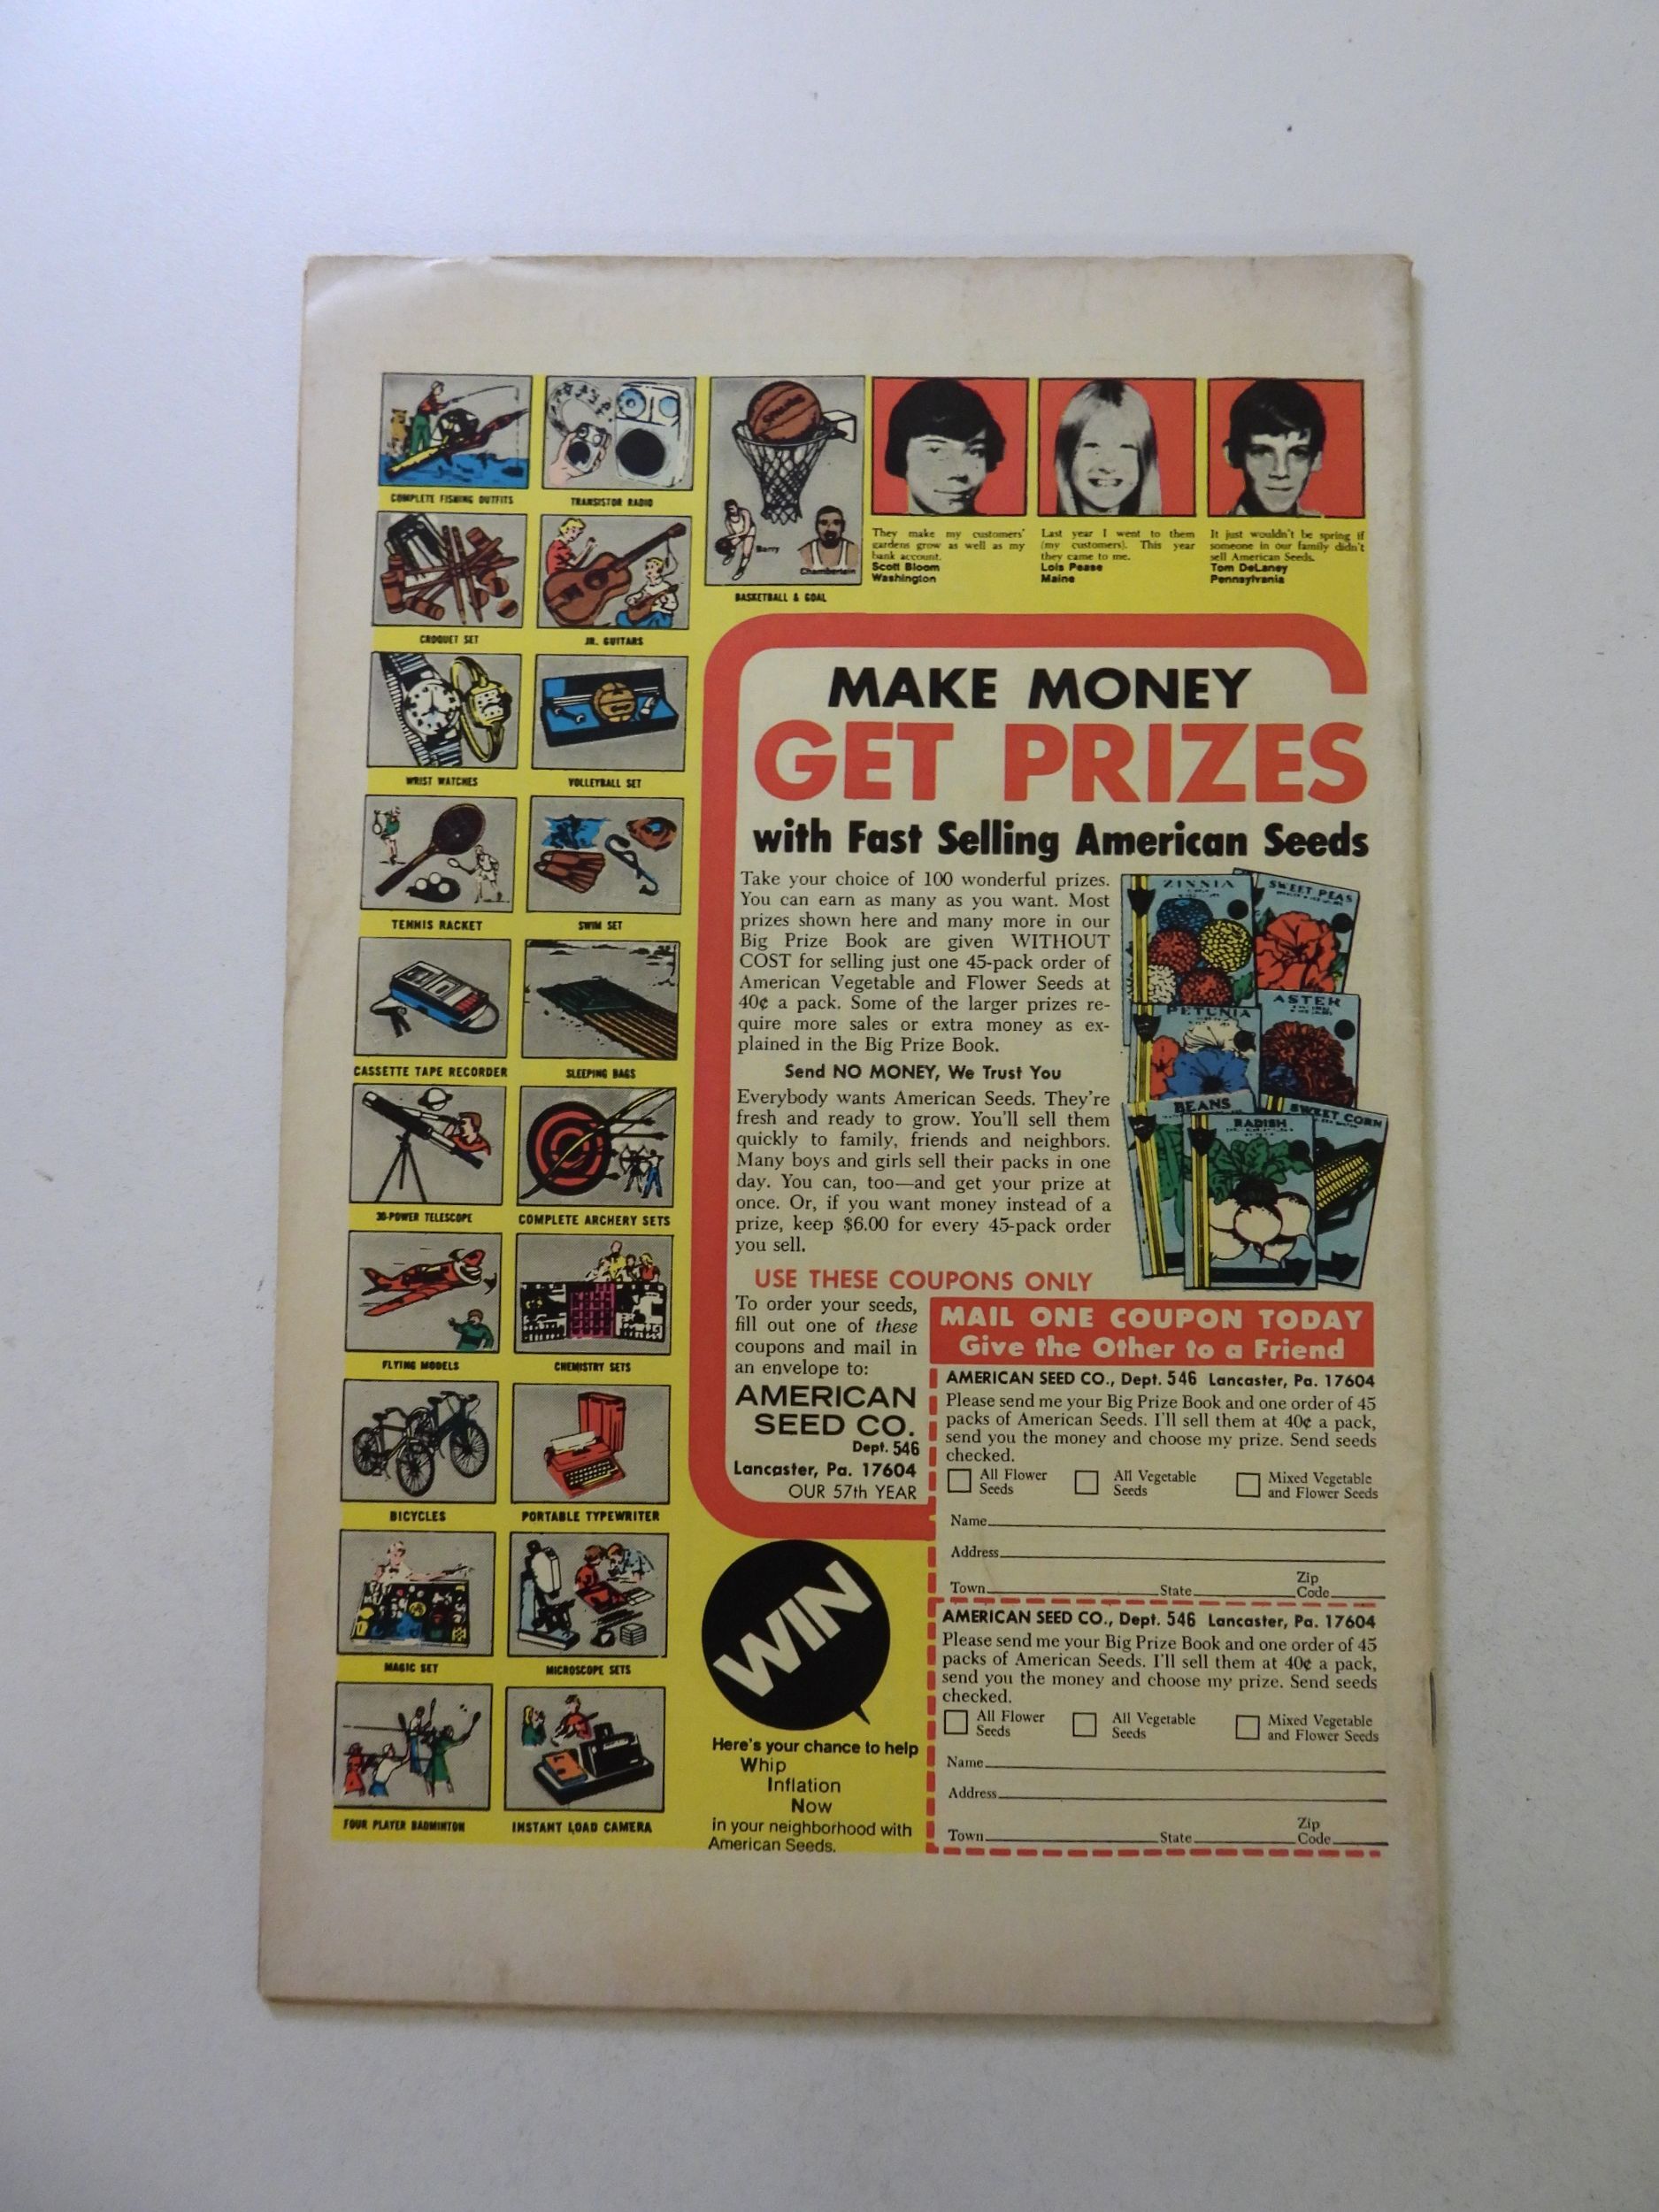 COMPLETE FISHING OUTFITS
TRANSISTOR RADIO
CROQUET SET
JR. GUITARS
WRIST WATCHES
VOLLEYBALL SET
TENNIS RACKET
SWIM SET
CASSETTE TAPE RECORDER
SLEEPING BAGS
30-POWER TELESCOPE
COMPLETE ARCHERY SETS
FLYING MODELS
CHEMISTRY SETS
BICYCLES
PORTABLE TYPEWRITER
MAGIC SET
MICROSCOPE SETS
FOUR PLAYER BADMINTON
INSTANT LOAD CAMERA
Barry
Chamberlain
BASKETBALL & GOAL
They make my customers'
gardens grow as well as my
bank account.
Scott Bloom
Washington
Last year I went to them
(my customers). This year
they came to me.
Lois Pease
Maine
It just wouldn't be spring if
someone in our family didn't
sell American Seeds.
Tom DeLaney
Pennsylvania
MAKE MONEY
GET PRIZES
with Fast Selling American Seeds
Take your choice of 100 wonderful prizes.
You can earn as many as you want. Most
prizes shown here and many more in our
Big Prize Book are given WITHOUT
COST for selling just one 45-pack order of
American Vegetable and Flower Seeds at
40¢ a pack. Some of the larger prizes re-
quire more sales or extra money as ex-
plained in the Big Prize Book.
Send NO MONEY, We Trust You
Everybody wants American Seeds. They're
fresh and ready to grow. You'll sell them
quickly to family, friends and neighbors.
Many boys and girls sell their packs in one
day. You can, too—and get your prize at
once. Or, if you want money instead of a
prize, keep $6.00 for every 45-pack order
you sell.
ZINNIA
SWEET PEAS
PETUNIA
ASTER
BEANS
RADISH
SWEET CORN
USE THESE COUPONS ONLY
To order your seeds,
fill out one of these
coupons and mail in
an envelope to:
AMERICAN
SEED CO.
Dept. 546
Lancaster, Pa. 17604
OUR 57th YEAR
MAIL ONE COUPON TODAY
Give the Other to a Friend
AMERICAN SEED CO., Dept. 546 Lancaster, Pa. 17604
Please send me your Big Prize Book and one order of 45
packs of American Seeds. I'll sell them at 40¢ a pack,
send you the money and choose my prize. Send seeds
checked.
All Flower Seeds
All Vegetable Seeds
Mixed Vegetable and Flower Seeds
Name
Address
Town State Zip Code
AMERICAN SEED CO., Dept. 546 Lancaster, Pa. 17604
Please send me your Big Prize Book and one order of 45
packs of American Seeds. I'll sell them at 40¢ a pack,
send you the money and choose my prize. Send seeds
checked.
All Flower Seeds
All Vegetable Seeds
Mixed Vegetable and Flower Seeds
Name
Address
Town State Zip Code
WIN
Here's your chance to help
Whip
Inflation
Now
in your neighborhood with
American Seeds.